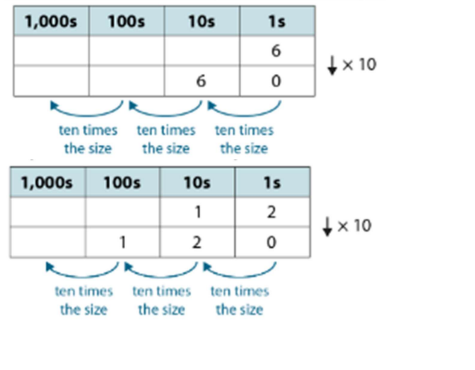 1,000s 100s 10s 1s
6
× 10
6 0
ten times ten times ten times
the size the size the size
1,000s 100s 10s 1s
1 2
× 10
1 2 0
ten times ten times ten times
the size the size the size